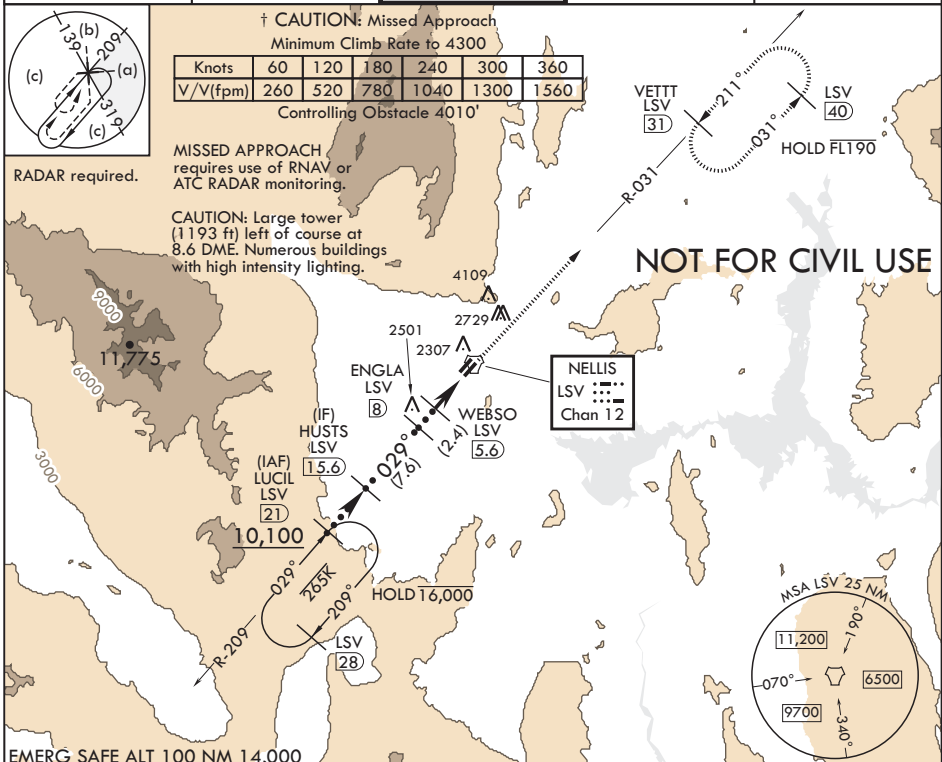 † CAUTION: Missed Approach
Minimum Climb Rate to 4300
Knots 60 120 180 240 300 360
V/V(fpm) 260 520 780 1040 1300 1560
Controlling Obstacle 4010'
139
(b)
209
(a)
(c)
319
(c)
RADAR required.
MISSED APPROACH
requires use of RNAV or
ATC RADAR monitoring.
CAUTION: Large tower
(1193 ft) left of course at
8.6 DME. Numerous buildings
with high intensity lighting.
VETTT
LSV
31
211°
031°
LSV
40
HOLD FL190
R-031
NOT FOR CIVIL USE
4109
2729
2501
2307
9000
11,775
6000
3000
ENGLA
LSV
8
NELLIS
LSV
Chan 12
(IF)
HUSTS
LSV
15.6
029°
(7.6)
(2.4)
WEBSO
LSV
5.6
(IAF)
LUCIL
LSV
21
10,100
029°
265K
209°
HOLD 16,000
R-209
LSV
28
MSA LSV 25 NM
190°
11,200
070°
6500
9700
340°
EMERG SAFE ALT 100 NM 14,000